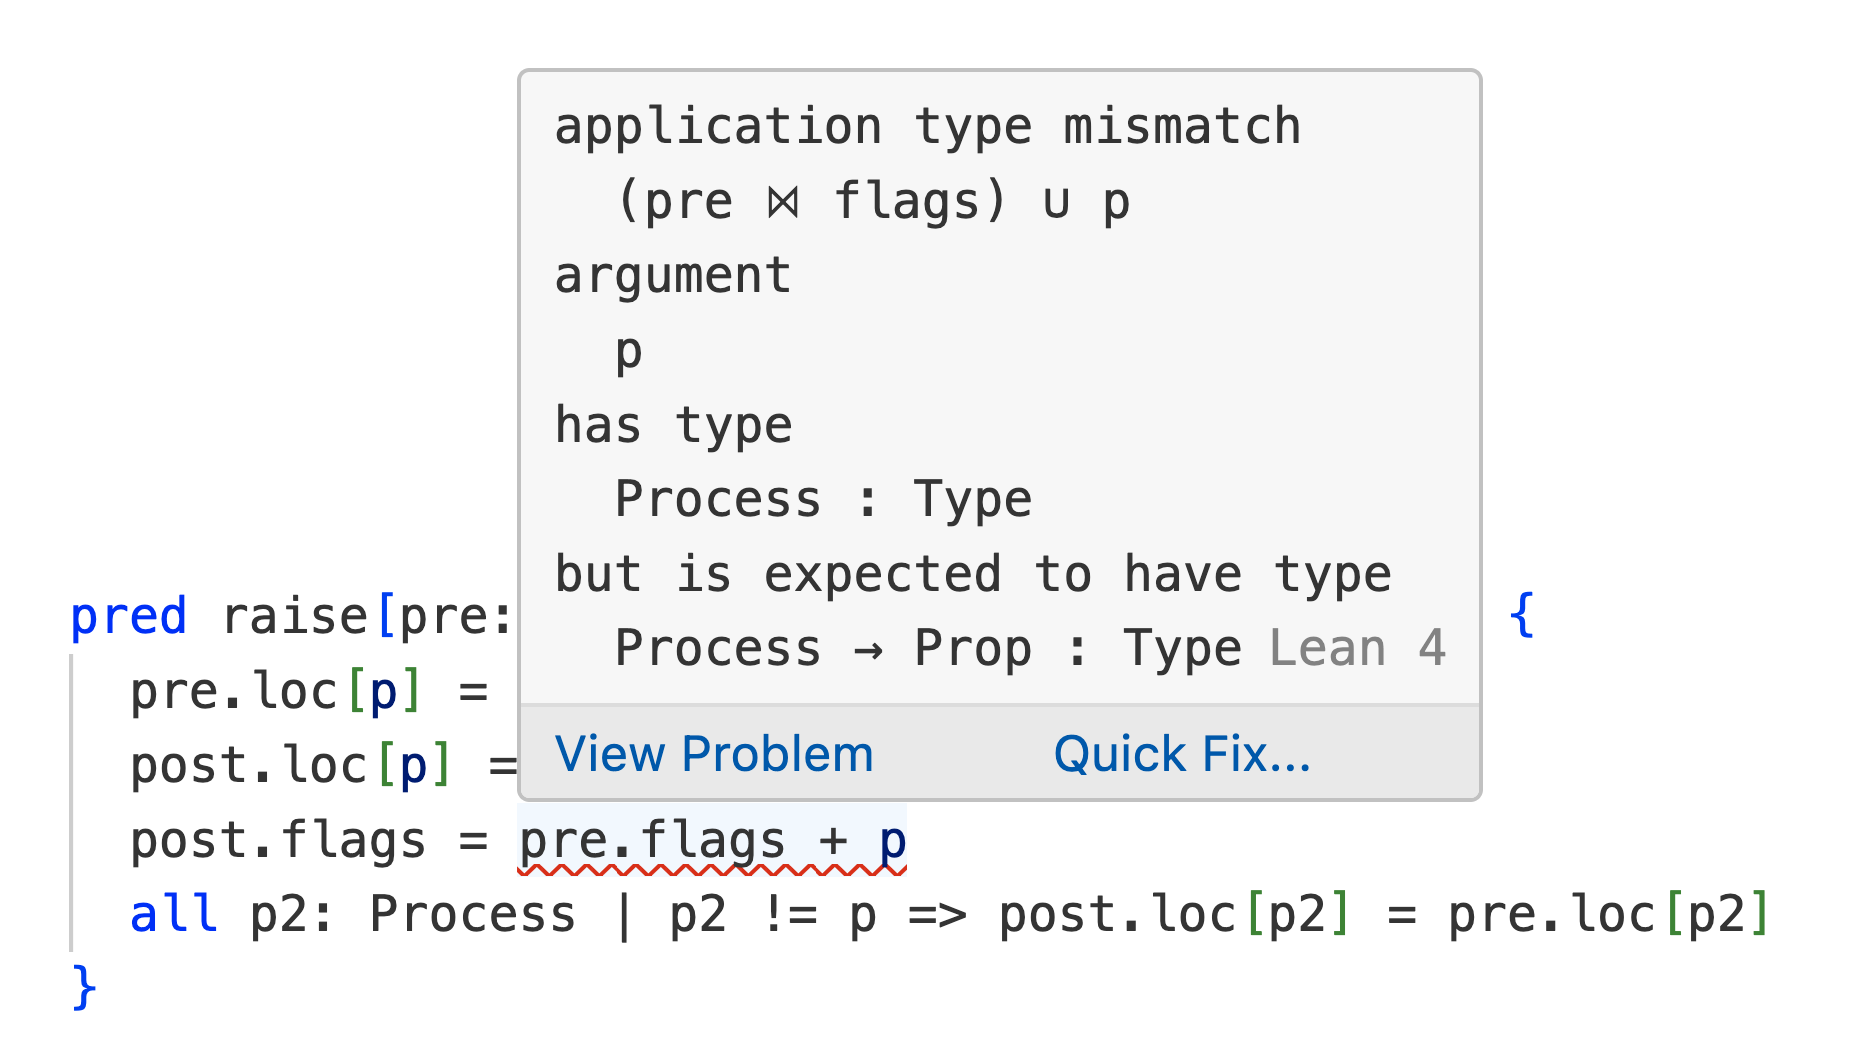 application type mismatch
(pre ⋈ flags) ∪ p
argument
p
has type
Process : Type
but is expected to have type
Process → Prop : Type Lean 4
View Problem Quick Fix...
pred raise[pre: {
pre.loc[p] =
post.loc[p] =
post.flags = pre.flags + p
all p2: Process | p2 != p => post.loc[p2] = pre.loc[p2]
}